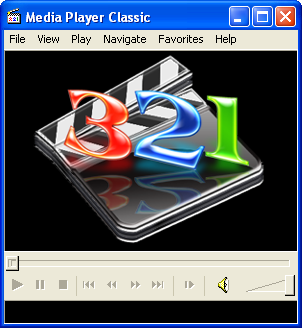 Media Player Classic
File View Play Navigate Favorites Help
321